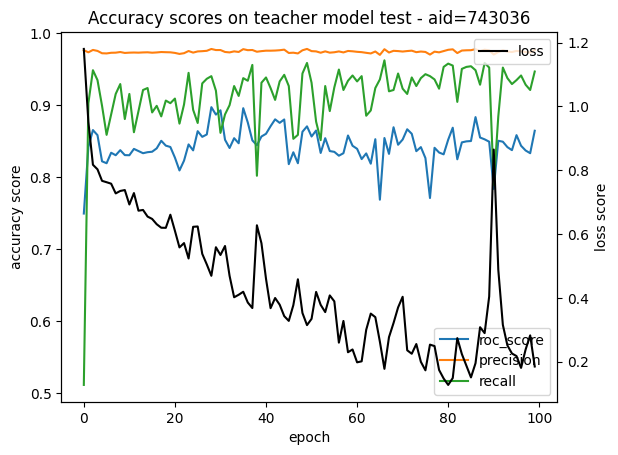 Accuracy scores on teacher model test - aid=743036
accuracy score
1.0
0.9
0.8
0.7
0.6
0.5
1.2
1.0
0.8
0.6
0.4
0.2
loss score
loss
roc_score
precision
recall
0
20
40
60
80
100
epoch